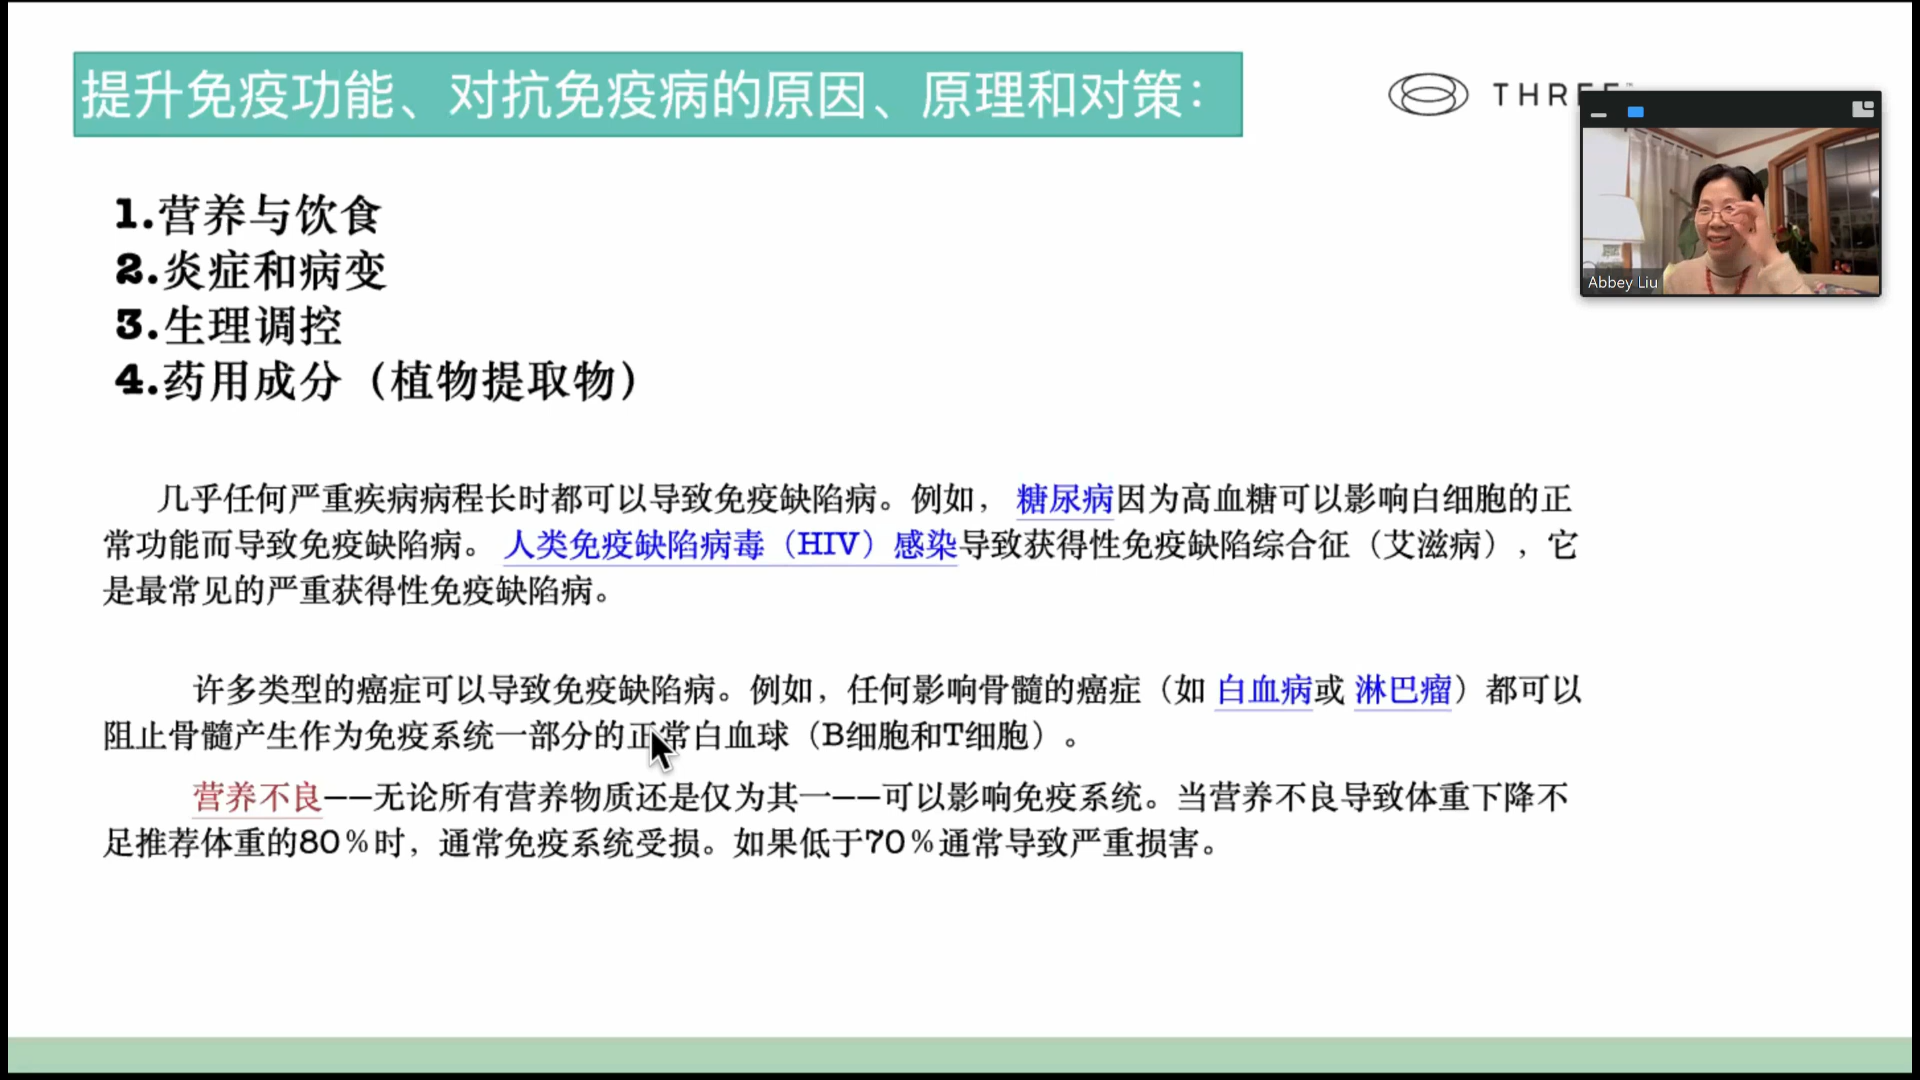 提升免疫功能、对抗免疫病的原因、原理和对策：
THREE
Abbey Liu
1.营养与饮食
2.炎症和病变
3.生理调控
4.药用成分（植物提取物）
几乎任何严重疾病病程长时都可以导致免疫缺陷病。例如， 糖尿病因为高血糖可以影响白细胞的正
常功能而导致免疫缺陷病。 人类免疫缺陷病毒（HIV）感染导致获得性免疫缺陷综合征（艾滋病），它
是最常见的严重获得性免疫缺陷病。
许多类型的癌症可以导致免疫缺陷病。例如，任何影响骨髓的癌症（如 白血病或 淋巴瘤）都可以
阻止骨髓产生作为免疫系统一部分的正常白血球（B细胞和T细胞）。
营养不良——无论所有营养物质还是仅为其一——可以影响免疫系统。当营养不良导致体重下降不
足推荐体重的80%时，通常免疫系统受损。如果低于70%通常导致严重损害。